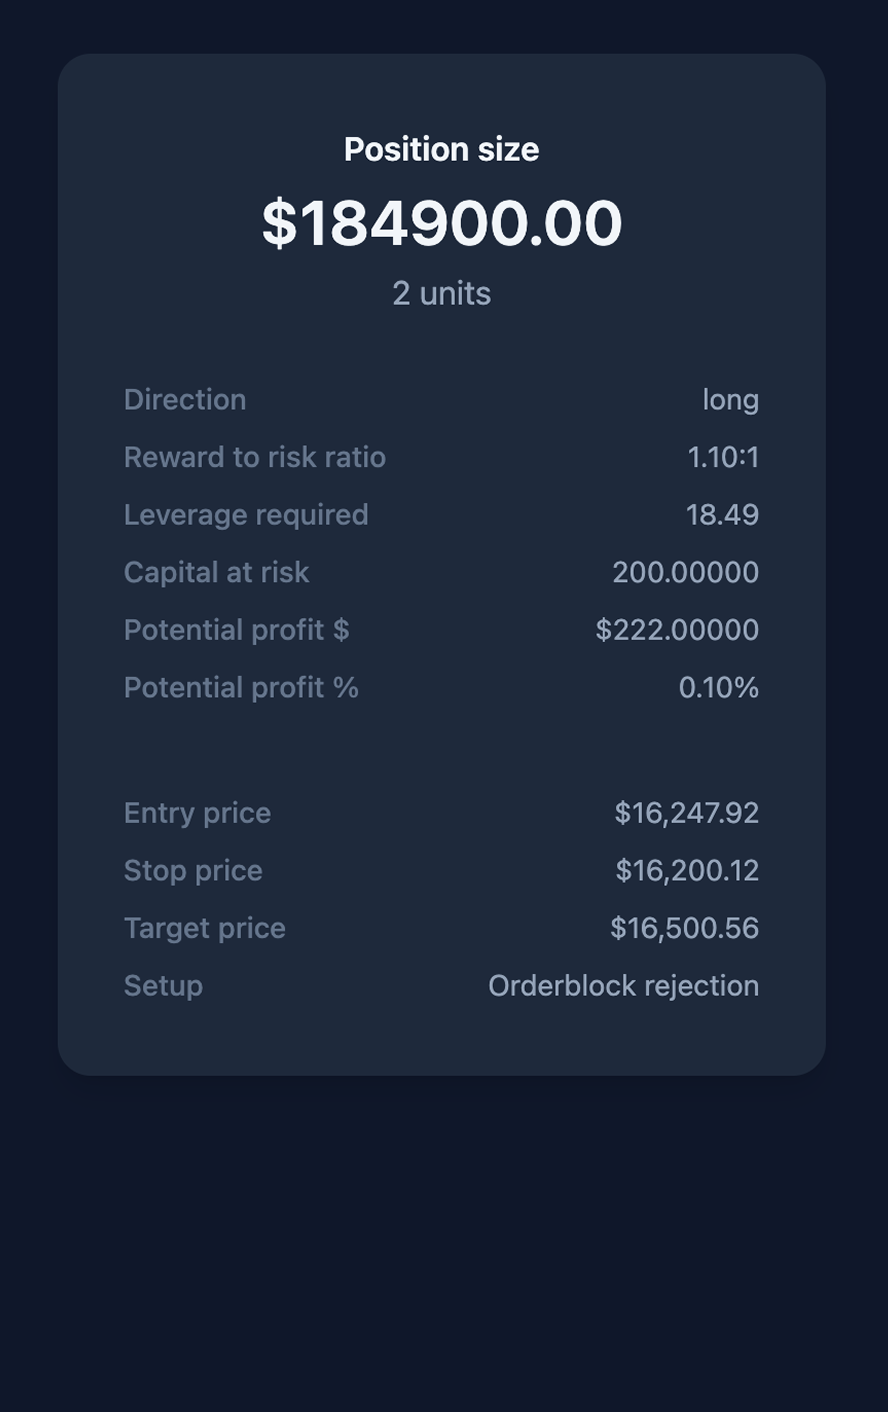 Position size
$184900.00
2 units
Direction long
Reward to risk ratio 1.10:1
Leverage required 18.49
Capital at risk 200.00000
Potential profit $ $222.00000
Potential profit % 0.10%
Entry price $16,247.92
Stop price $16,200.12
Target price $16,500.56
Setup Orderblock rejection